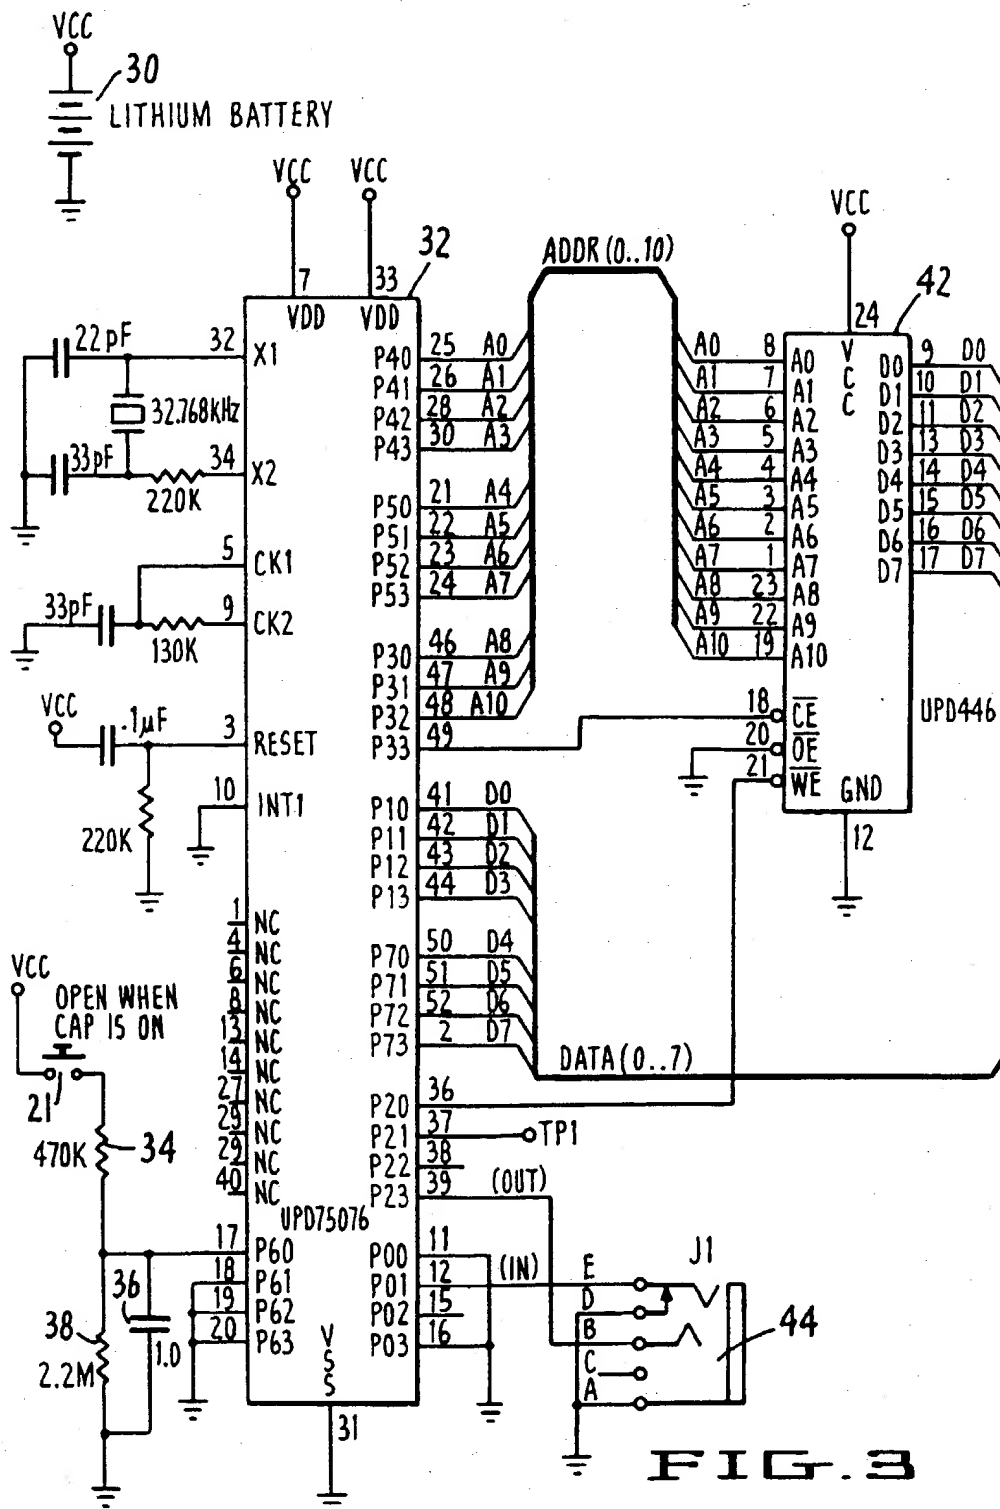 VCC
30
LITHIUM BATTERY
VCC
VCC
7
33
32
VDD
VDD
ADDR (0..10)
VCC
24
42
22pF
32
X1
32.768kHz
33pF
34
X2
220K
5
CK1
33pF
9
CK2
130K
VCC
.1µF
3
RESET
10
INT1
220K
1 NC
4 NC
6 NC
8 NC
13 NC
14 NC
27 NC
29 NC
40 NC
VCC
OPEN WHEN
CAP IS ON
21
470K
34
17 P60
18 P61
19 P62
20 P63
36
1.0
38
2.2M
UPD75076
VSS
31
P40 25 A0
P41 26 A1
P42 28 A2
P43 30 A3
P50 21 A4
P51 22 A5
P52 23 A6
P53 24 A7
P30 46 A8
P31 47 A9
P32 48 A10
P33 49
P10 41 D0
P11 42 D1
P12 43 D2
P13 44 D3
P70 50 D4
P71 51 D5
P72 52 D6
P73 2 D7
DATA (0..7)
P20 36
P21 37 TP1
P22 38
P23 39 (OUT)
P00 11
P01 12 (IN)
P02 15
P03 16
A0 8 A0
A1 7 A1
A2 6 A2
A3 5 A3
A4 4 A4
A5 3 A5
A6 2 A6
A7 1 A7
A8 23 A8
A9 22 A9
A10 19 A10
18 CE
20 OE
21 WE
VCC
GND
12
D0 9 D0
D1 10 D1
D2 11 D2
D3 13 D3
D4 14 D4
D5 15 D5
D6 16 D6
D7 17 D7
UPD446
J1
E
D
B
C
A
44
FIG. 3